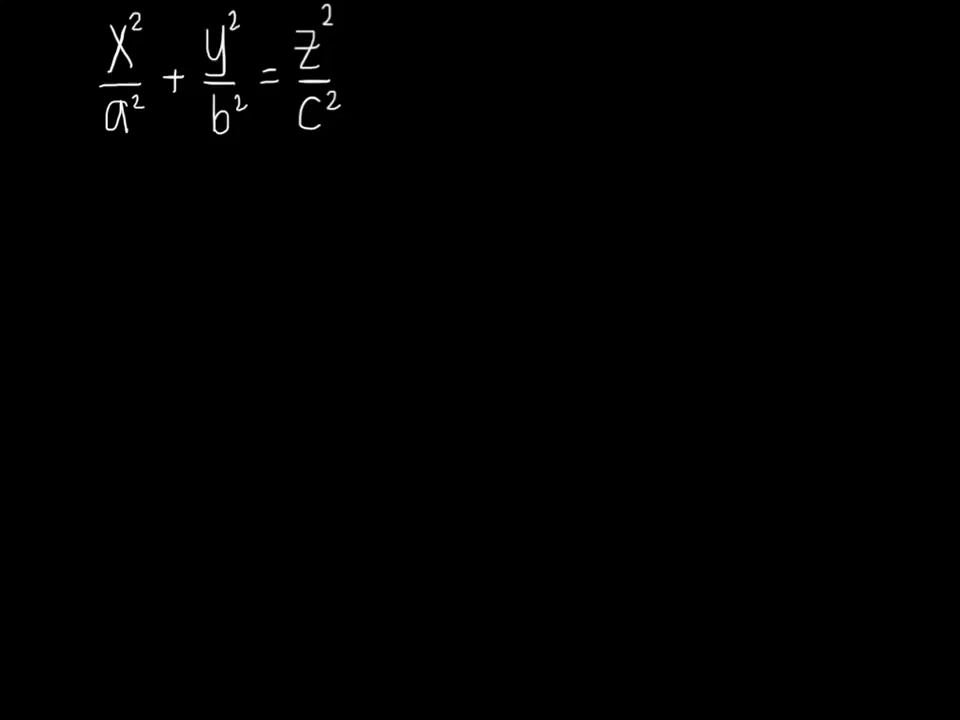 x²/a² + y²/b² = z²/c²